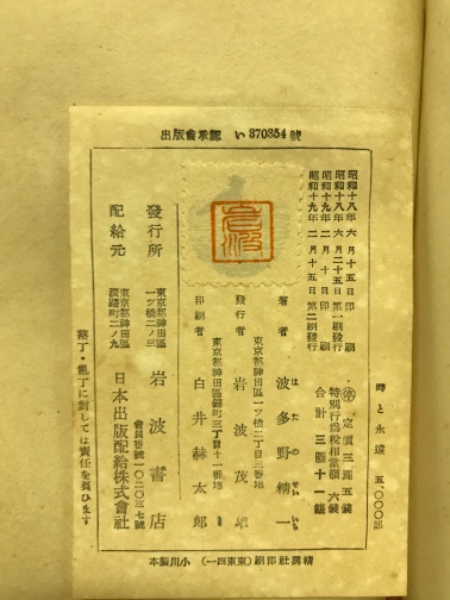 出版會承認 い370354號
時と永遠 五,〇〇〇部
昭和十八年六月十五日印刷
昭和十八年六月二十五日第一刷發行
昭和十九年二月十日印刷
昭和十九年二月十五日第二刷發行
定價三圓五錢
特別行爲稅相當額 六錢
合計三圓十一錢
著者 波多野精一
はたのせいいち
東京都神田區一ツ橋二丁目三番地
發行者 岩波茂雄
東京都神田區錦町三丁目十一番地
印刷者 白井赫太郎
岩波
發行所 東京都神田區一ツ橋二ノ三 岩波書店
會員番號一〇二〇三七號
配給元 東京都神田區淡路町二ノ九 日本出版配給株式會社
落丁・亂丁に對しては責任を負ひます
精興社印刷(東東四一) 小川製本